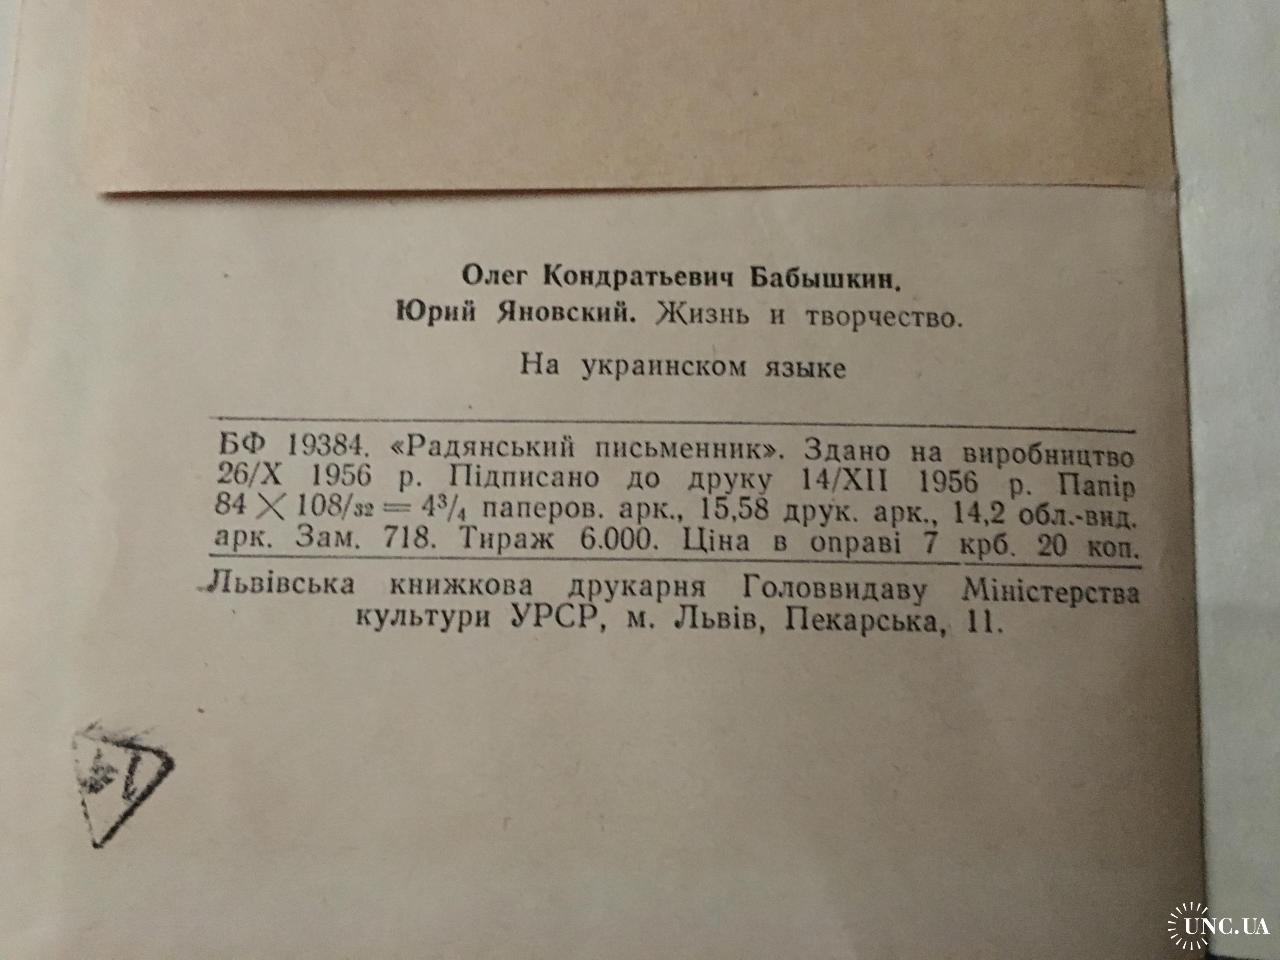 Олег Кондратьевич Бабышкин.
Юрий Яновский. Жизнь и творчество.
На украинском языке
БФ 19384. «Радянський письменник». Здано на виробництво
26/X 1956 р. Підписано до друку 14/XII 1956 р. Папір
84 × 108/32 = 4³/₄ паперов. арк., 15,58 друк. арк., 14,2 обл.-вид.
арк. Зам. 718. Тираж 6.000. Ціна в оправі 7 крб. 20 коп.
Львівська книжкова друкарня Головвидаву Міністерства
культури УРСР, м. Львів, Пекарська, 11.
UNC.UA